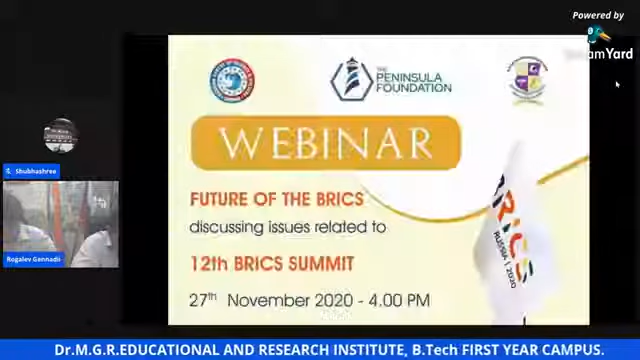 Powered by
StreamYard
THE
PENINSULA
FOUNDATION
WEBINAR
FUTURE OF THE BRICS
discussing issues related to
12th BRICS SUMMIT
27th November 2020 - 4.00 PM
BRICS
RUSSIA | 2020
Shubhashree
Rogalev Gennadii
Dr.M.G.R.EDUCATIONAL AND RESEARCH INSTITUTE, B.Tech FIRST YEAR CAMPUS.